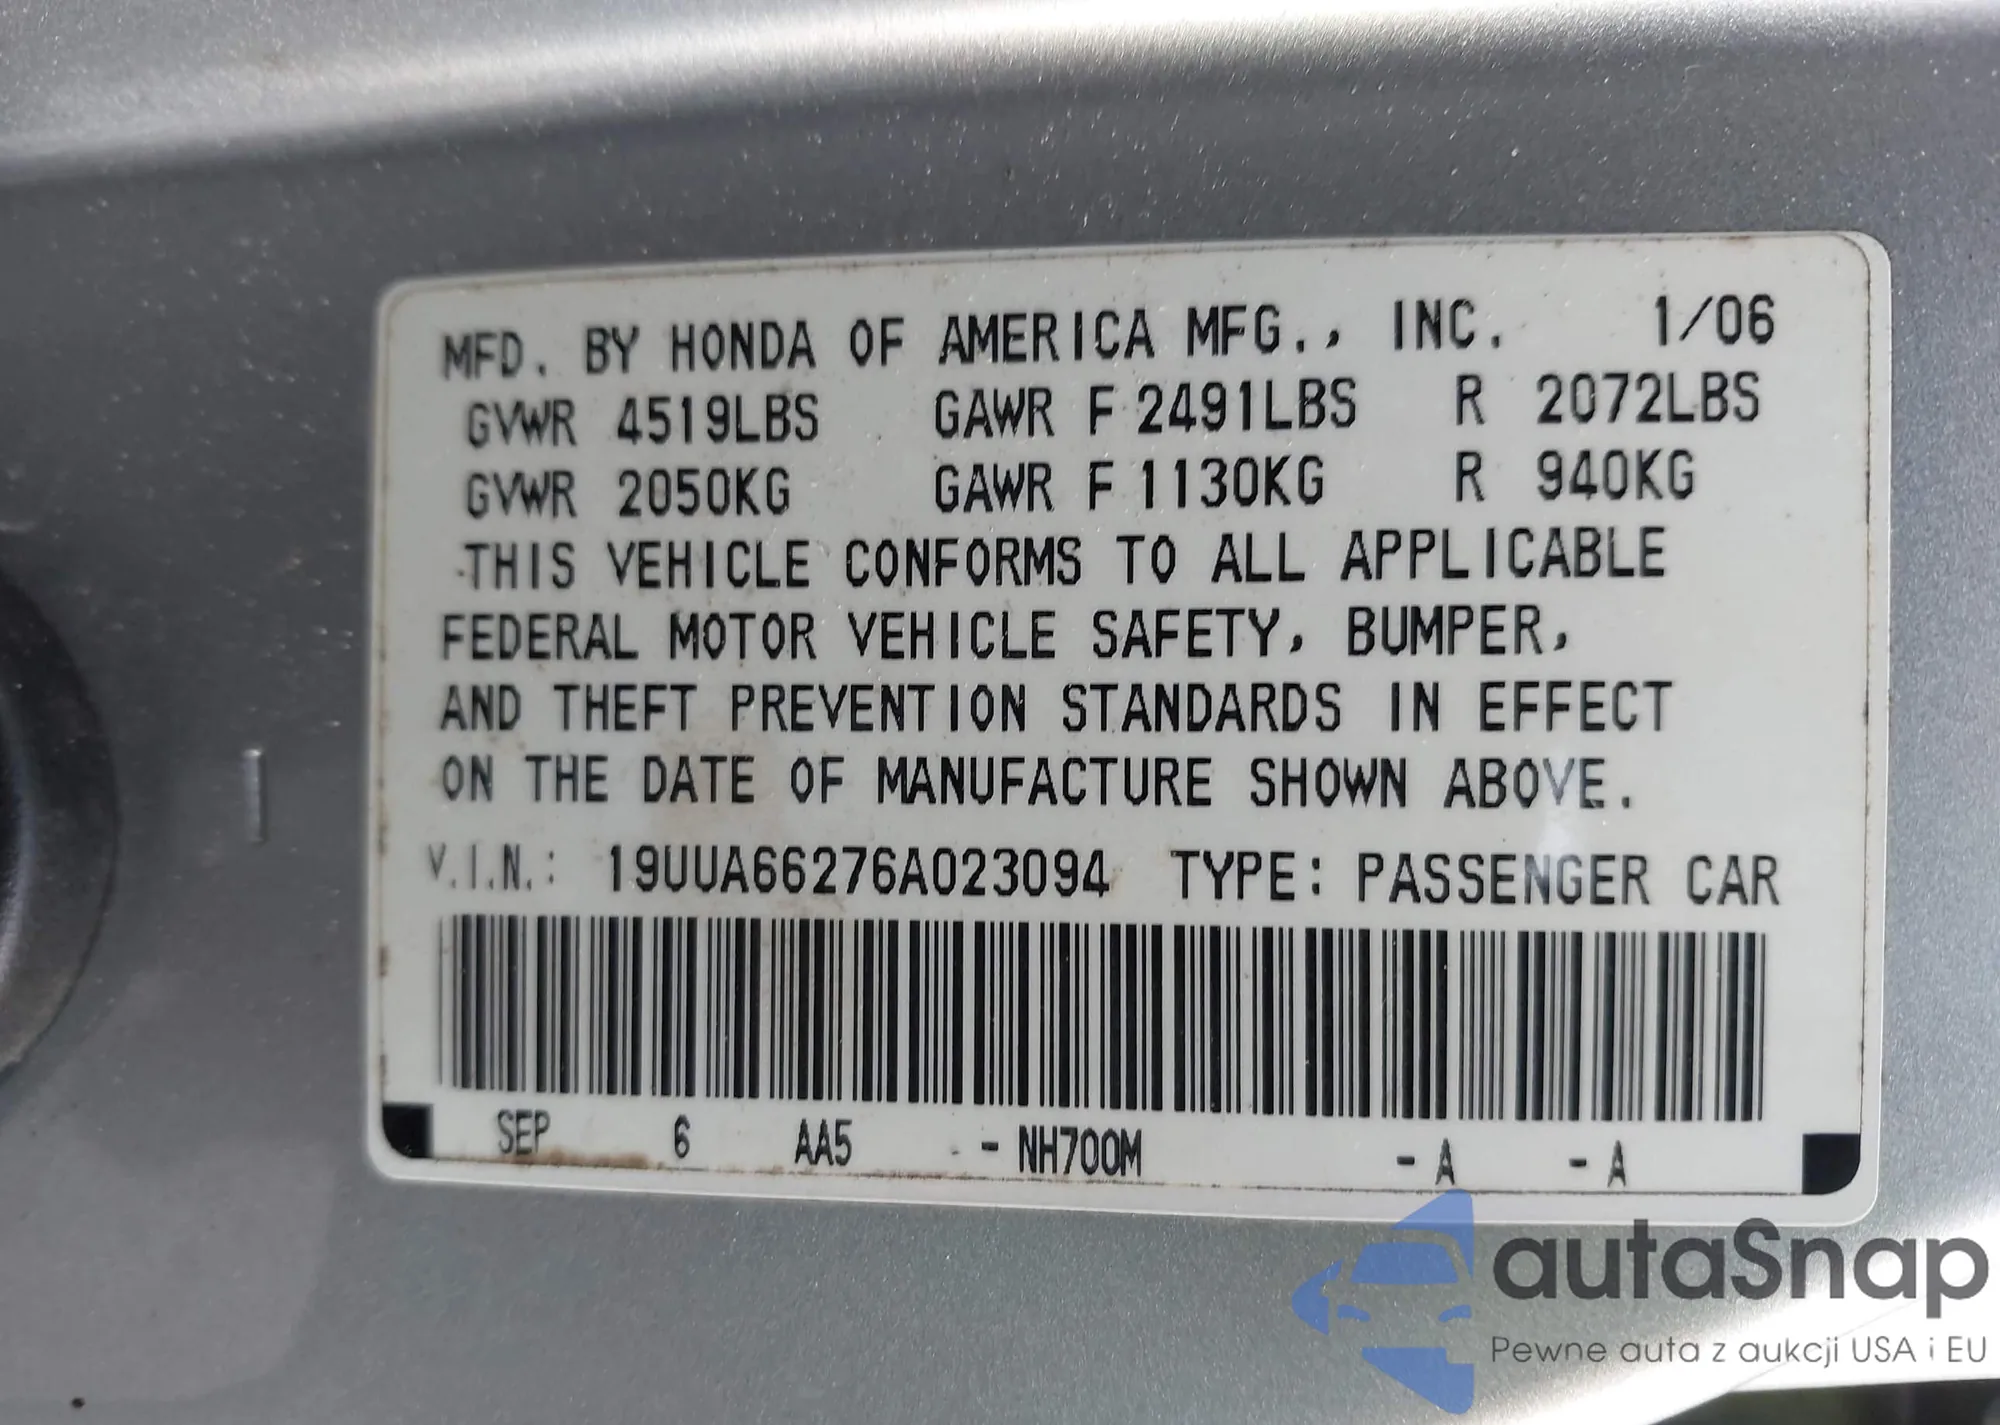 MFD. BY HONDA OF AMERICA MFG., INC. 1/06
GVWR 4519LBS GAWR F 2491LBS R 2072LBS
GVWR 2050KG GAWR F 1130KG R 940KG
THIS VEHICLE CONFORMS TO ALL APPLICABLE
FEDERAL MOTOR VEHICLE SAFETY, BUMPER,
AND THEFT PREVENTION STANDARDS IN EFFECT
ON THE DATE OF MANUFACTURE SHOWN ABOVE.
V.I.N.: 19UUA66276A023094 TYPE: PASSENGER CAR
SEP 6 AA5 - NH700M - A - A
autaSnap
Pewne auta z aukcji USA i EU